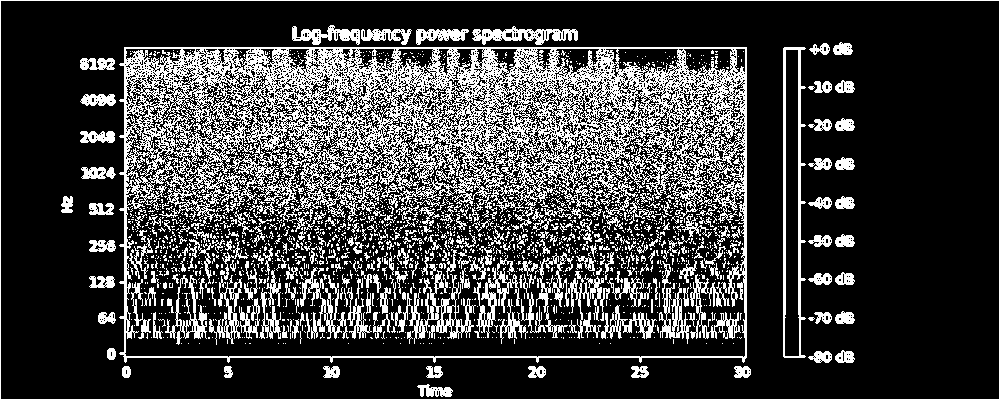 Log-frequency power spectrogram
+0 dB
8192
-10 dB
4096
-20 dB
2048
-30 dB
1024
-40 dB
Hz
512
-50 dB
256
-60 dB
128
-70 dB
64
0
-80 dB
0 5 10 15 20 25 30
Time